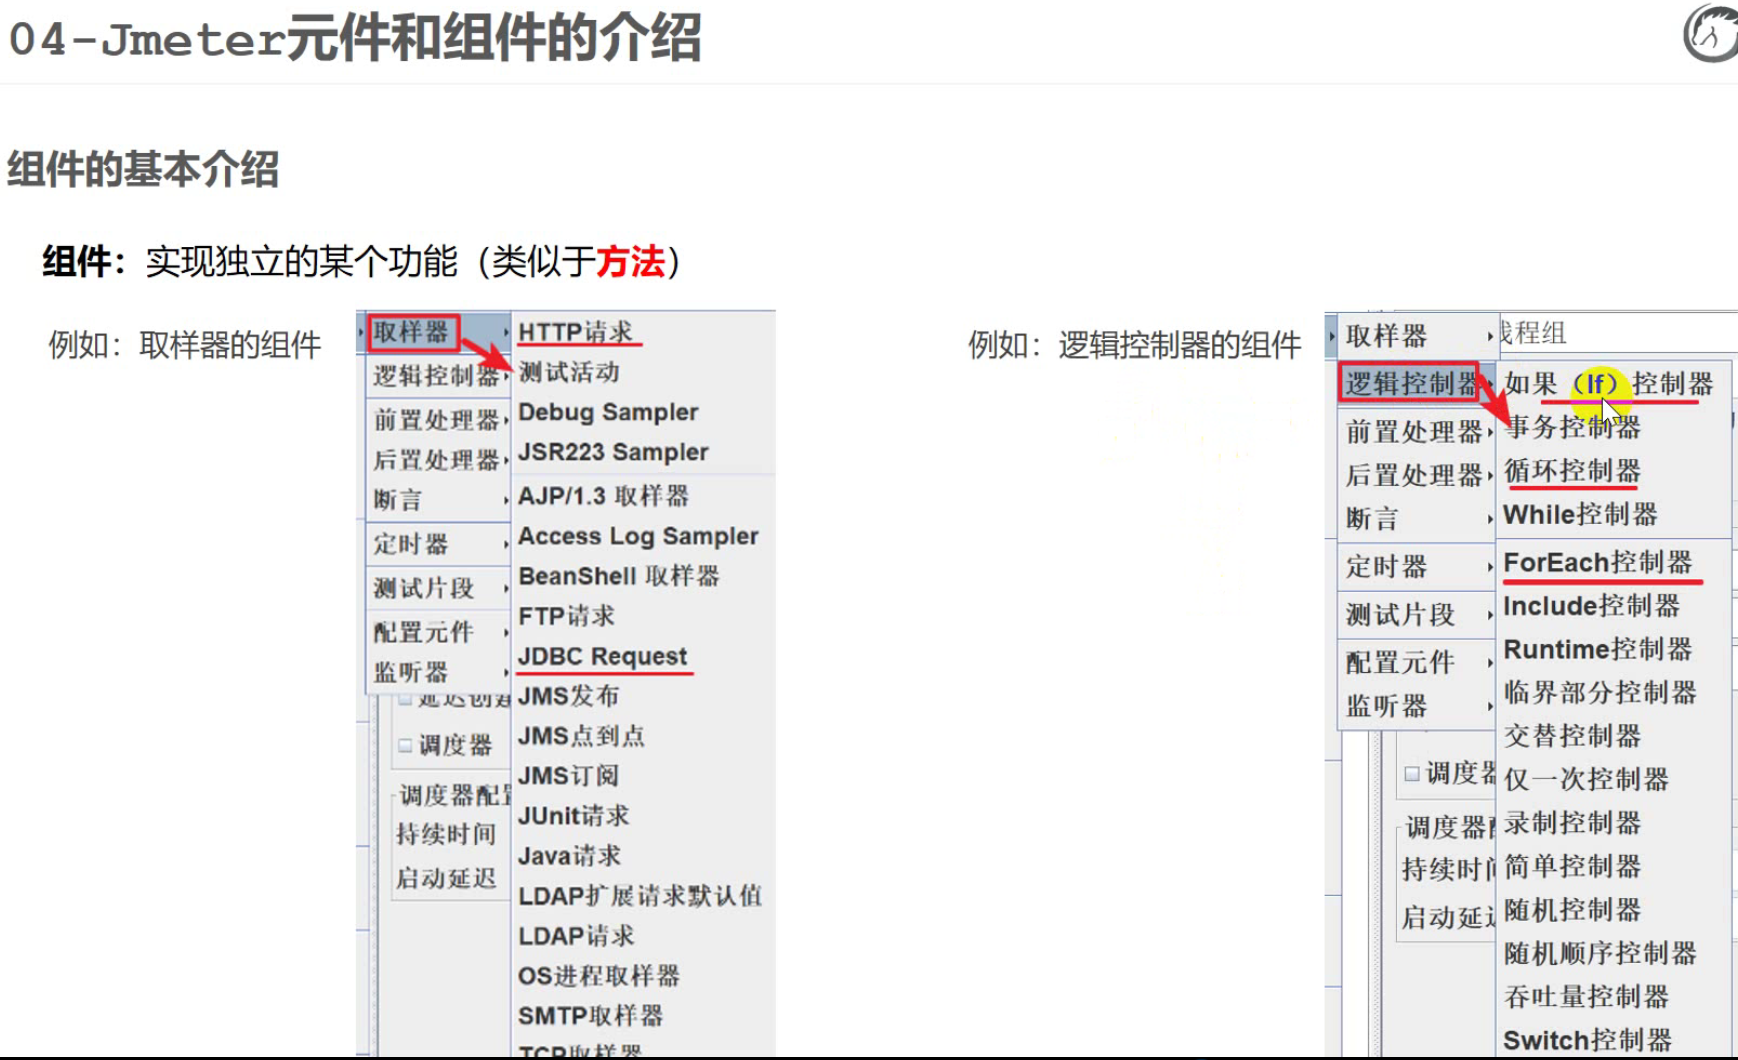 04-Jmeter元件和组件的介绍
组件的基本介绍
组件：实现独立的某个功能（类似于方法）
例如：取样器的组件
取样器
逻辑控制器
前置处理器
后置处理器
断言
定时器
测试片段
配置元件
监听器
调度器
调度器配置
持续时间
启动延迟
HTTP请求
测试活动
Debug Sampler
JSR223 Sampler
AJP/1.3 取样器
Access Log Sampler
BeanShell 取样器
FTP请求
JDBC Request
JMS发布
JMS点到点
JMS订阅
JUnit请求
Java请求
LDAP扩展请求默认值
LDAP请求
OS进程取样器
SMTP取样器
TCP取样器
例如：逻辑控制器的组件
取样器
逻辑控制器
前置处理器
后置处理器
断言
定时器
测试片段
配置元件
监听器
调度器
调度器
持续时间
启动延迟
线程组
如果（If）控制器
事务控制器
循环控制器
While控制器
ForEach控制器
Include控制器
Runtime控制器
临界部分控制器
交替控制器
仅一次控制器
录制控制器
简单控制器
随机控制器
随机顺序控制器
吞吐量控制器
Switch控制器